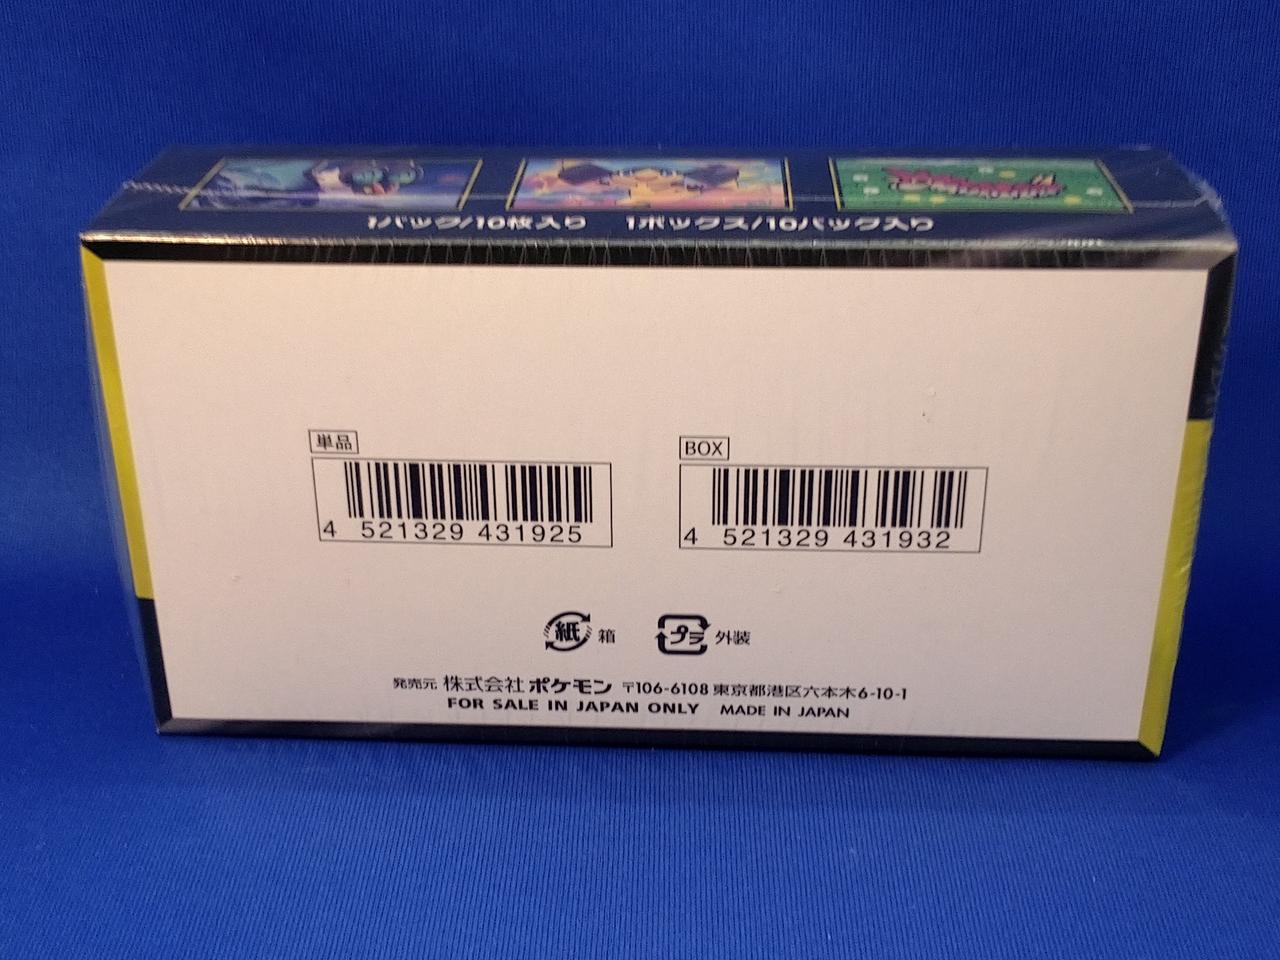 1パック/10枚入り 1ボックス/10パック入り
単品
4 521329 431925
BOX
4 521329 431932
紙 箱 プラ 外装
発売元 株式会社ポケモン 〒106-6108 東京都港区六本木6-10-1
FOR SALE IN JAPAN ONLY MADE IN JAPAN